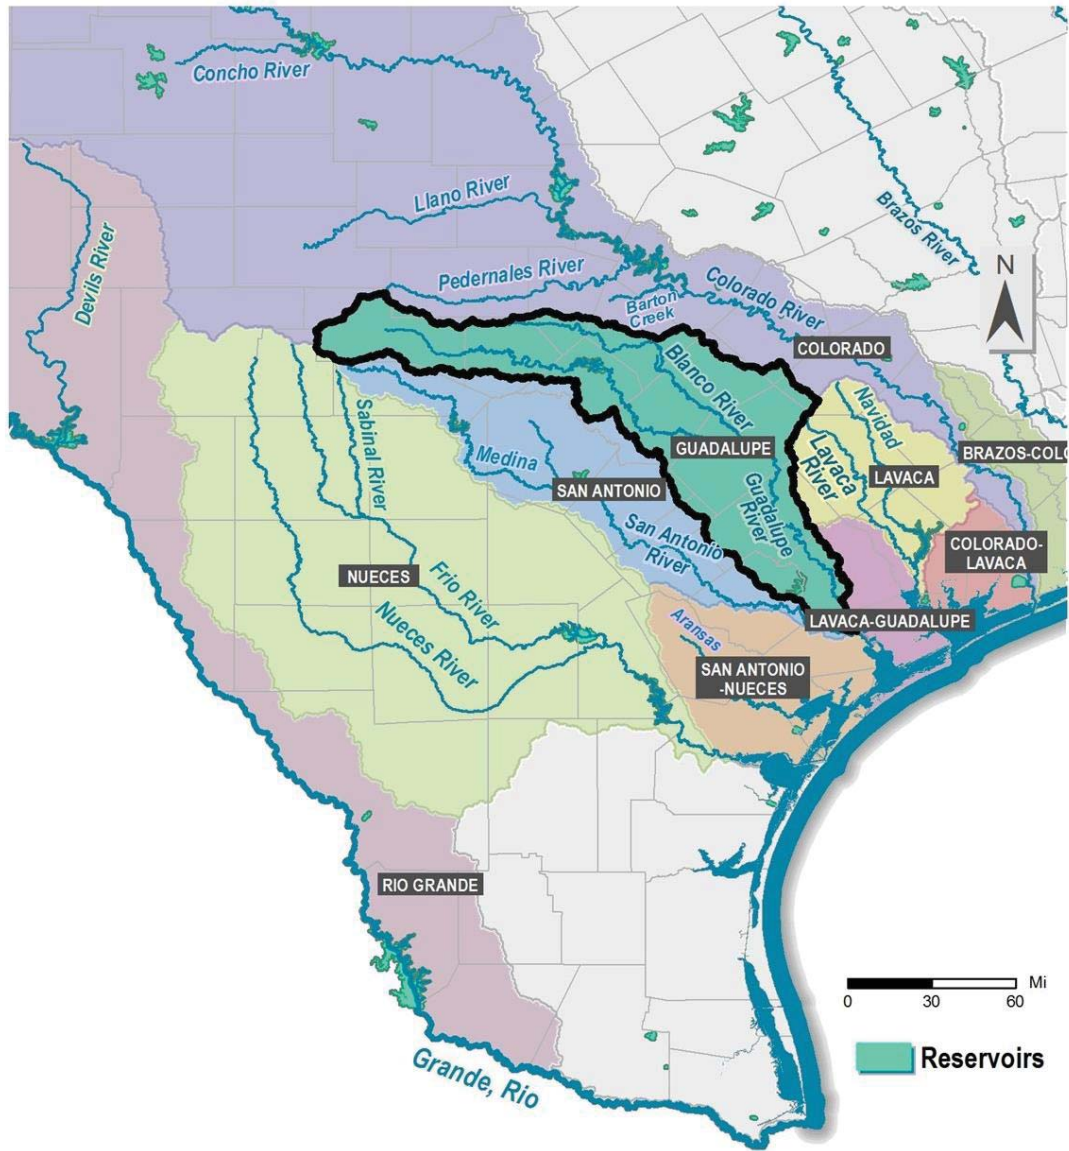 Concho River
Llano River
Brazos River
Devils River
N
Pedernales River
Colorado River
Barton
Creek
COLORADO
Blanco River
Navidad
Sabinal River
Lavaca
River
GUADALUPE
BRAZOS-COLO
Medina
LAVACA
SAN ANTONIO
Guadalupe
River
San Antonio
River
COLORADO-
LAVACA
NUECES
Frio River
Aransas
LAVACA-GUADALUPE
Nueces River
SAN ANTONIO
-NUECES
RIO GRANDE
Mi
0 30 60
Reservoirs
Grande, Rio